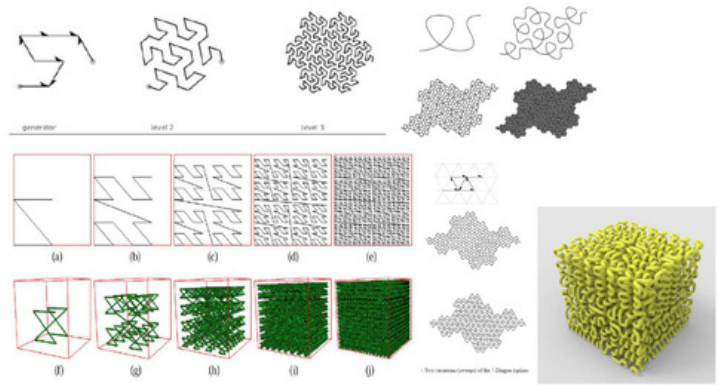 generator
level 2
level 3
(a)
(b)
(c)
(d)
(e)
(f)
(g)
(h)
(i)
(j)